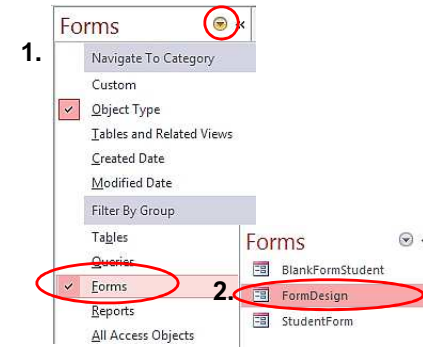 Forms
1.
Navigate To Category
Custom
Object Type
Tables and Related Views
Created Date
Modified Date
Filter By Group
Tables
Queries
Forms
Reports
All Access Objects
Forms
BlankFormStudent
2.
FormDesign
StudentForm